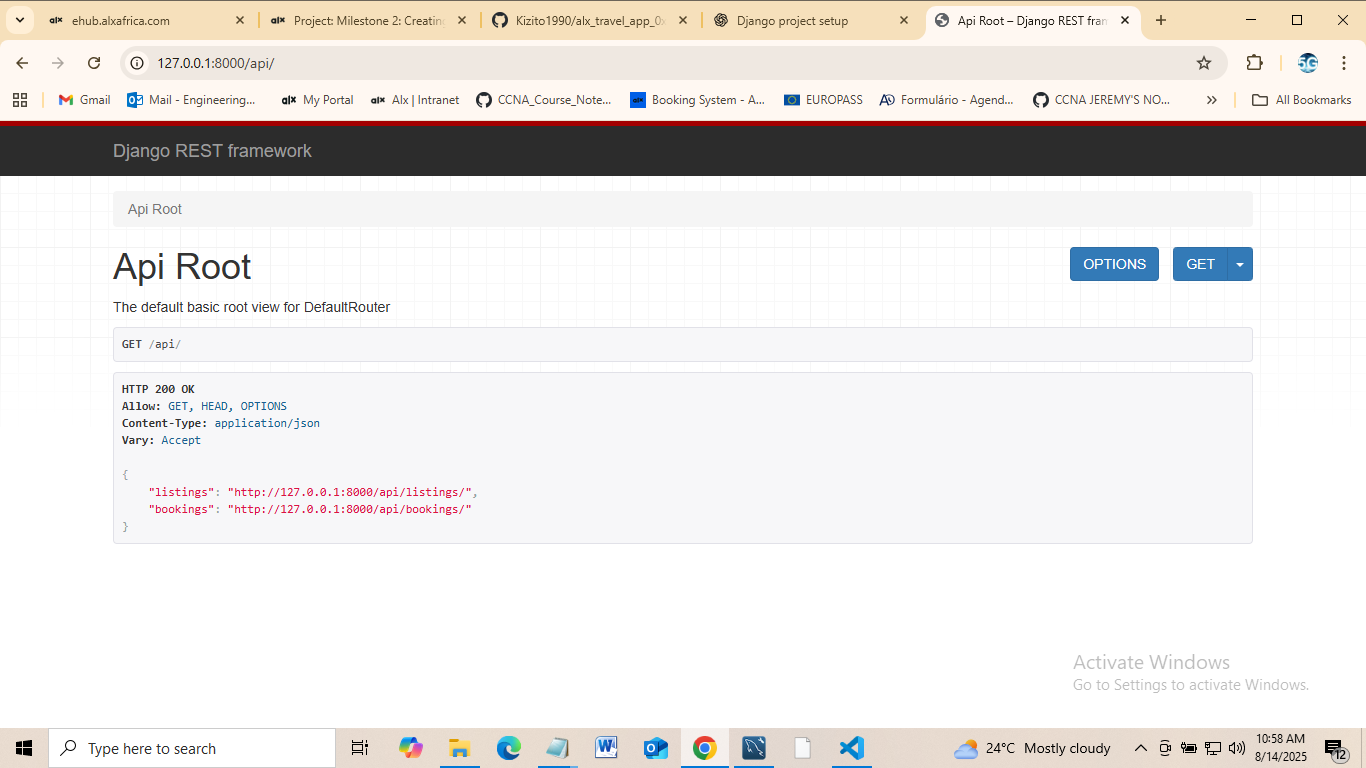 ehub.alxafrica.com
Project: Milestone 2: Creating
Kizito1990/alx_travel_app_0x
Django project setup
Api Root – Django REST fram
127.0.0.1:8000/api/
5G
Gmail
Mail - Engineering...
alx My Portal
alx Alx | Intranet
CCNA_Course_Note...
Booking System - A...
EUROPASS
Formulário - Agend...
CCNA JEREMY'S NO...
All Bookmarks
Django REST framework
Api Root
Api Root
OPTIONS
GET
The default basic root view for DefaultRouter
GET /api/
HTTP 200 OK
Allow: GET, HEAD, OPTIONS
Content-Type: application/json
Vary: Accept
{
"listings": "http://127.0.0.1:8000/api/listings/",
"bookings": "http://127.0.0.1:8000/api/bookings/"
}
Activate Windows
Go to Settings to activate Windows.
Type here to search
24°C Mostly cloudy
10:58 AM
8/14/2025
12